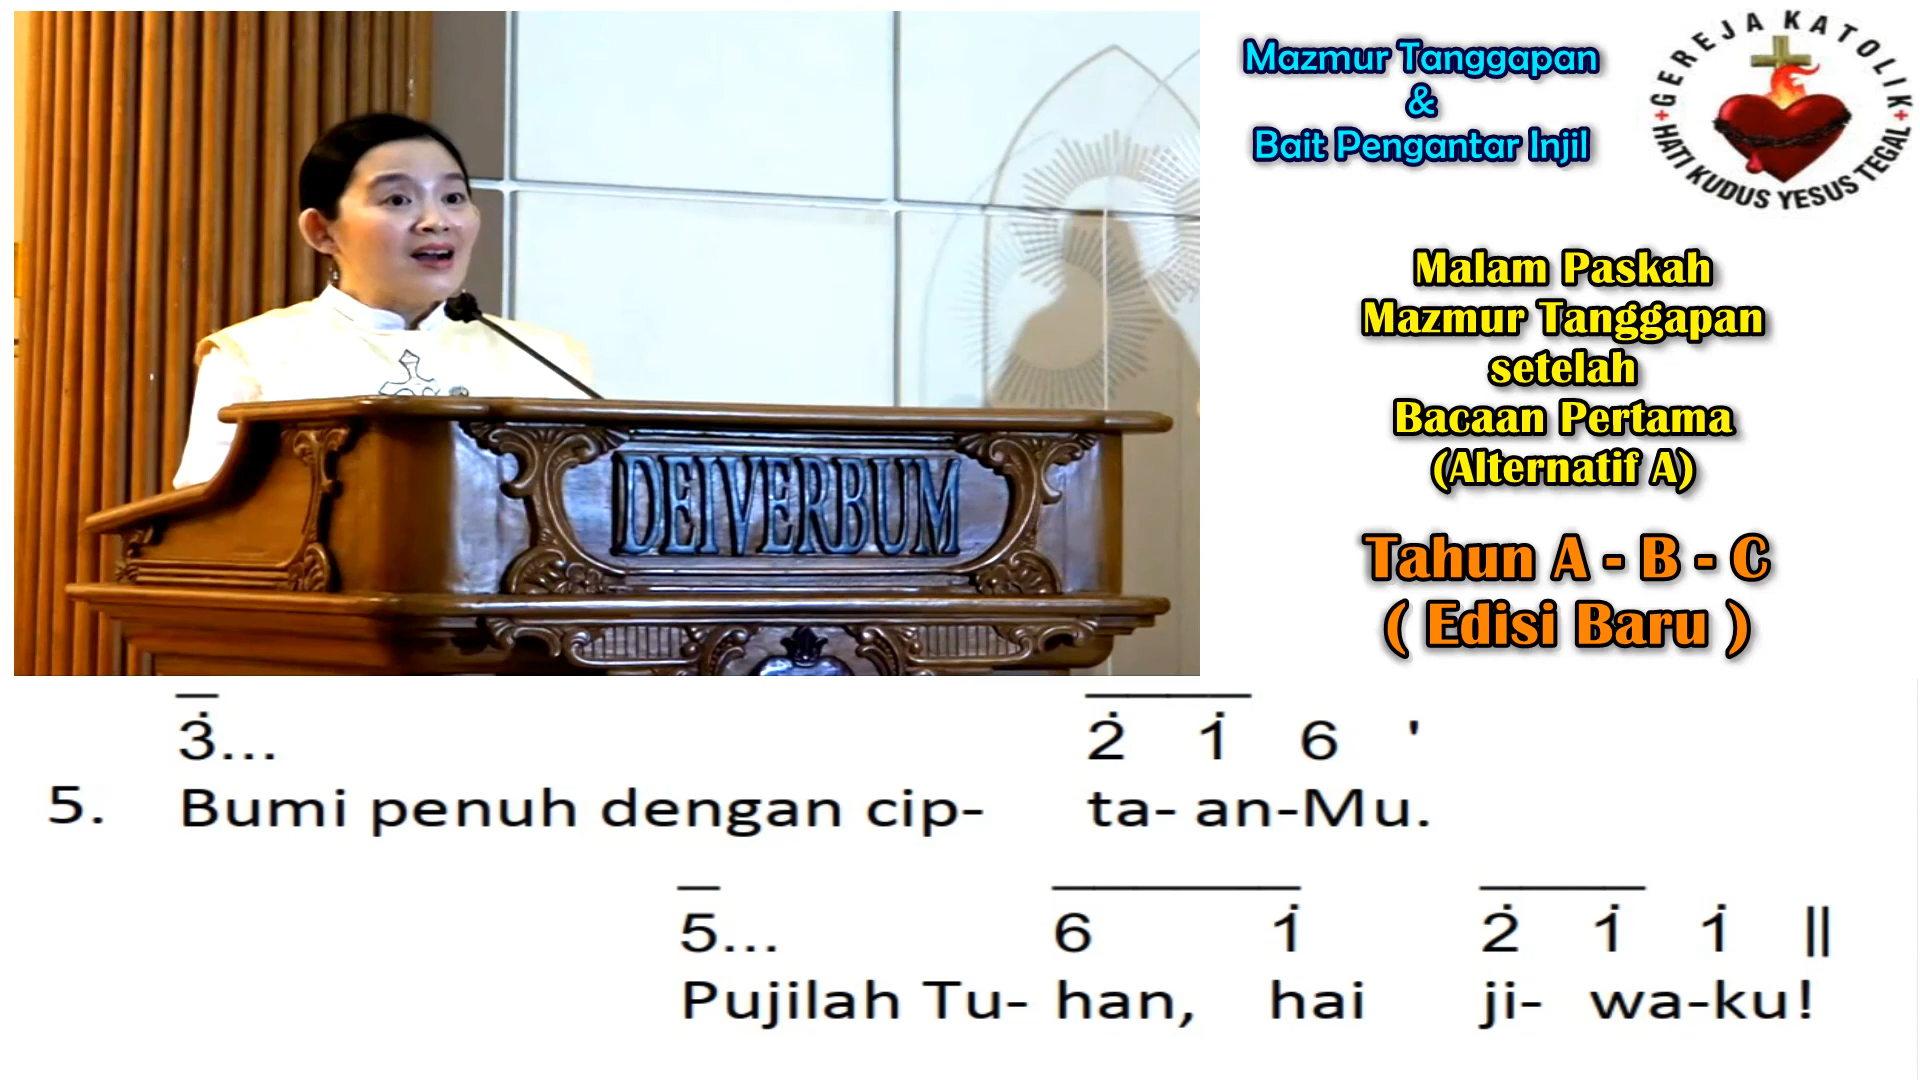 Mazmur Tanggapan
&
Bait Pengantar Injil
GEREJA KATOLIK
HATI KUDUS YESUS TEGAL
Malam Paskah
Mazmur Tanggapan
setelah
Bacaan Pertama
(Alternatif A)
Tahun A - B - C
( Edisi Baru )
DEIVERBUM
3̇... 2̇ 1̇ 6 '
5. Bumi penuh dengan cip- ta- an-Mu.
5... 6 1̇ 2̇ 1̇ 1̇ ||
Pujilah Tu- han, hai ji- wa-ku!